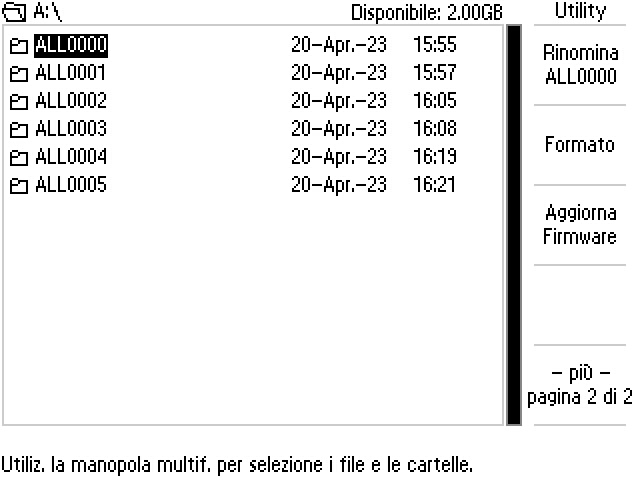 A:\ Disponibile: 2.00GB Utility
ALL0000 20-Apr.-23 15:55
ALL0001 20-Apr.-23 15:57
ALL0002 20-Apr.-23 16:05
ALL0003 20-Apr.-23 16:08
ALL0004 20-Apr.-23 16:19
ALL0005 20-Apr.-23 16:21
Rinomina
ALL0000
Formato
Aggiorna
Firmware
- più -
pagina 2 di 2
Utiliz. la manopola multif. per selezione i file e le cartelle.